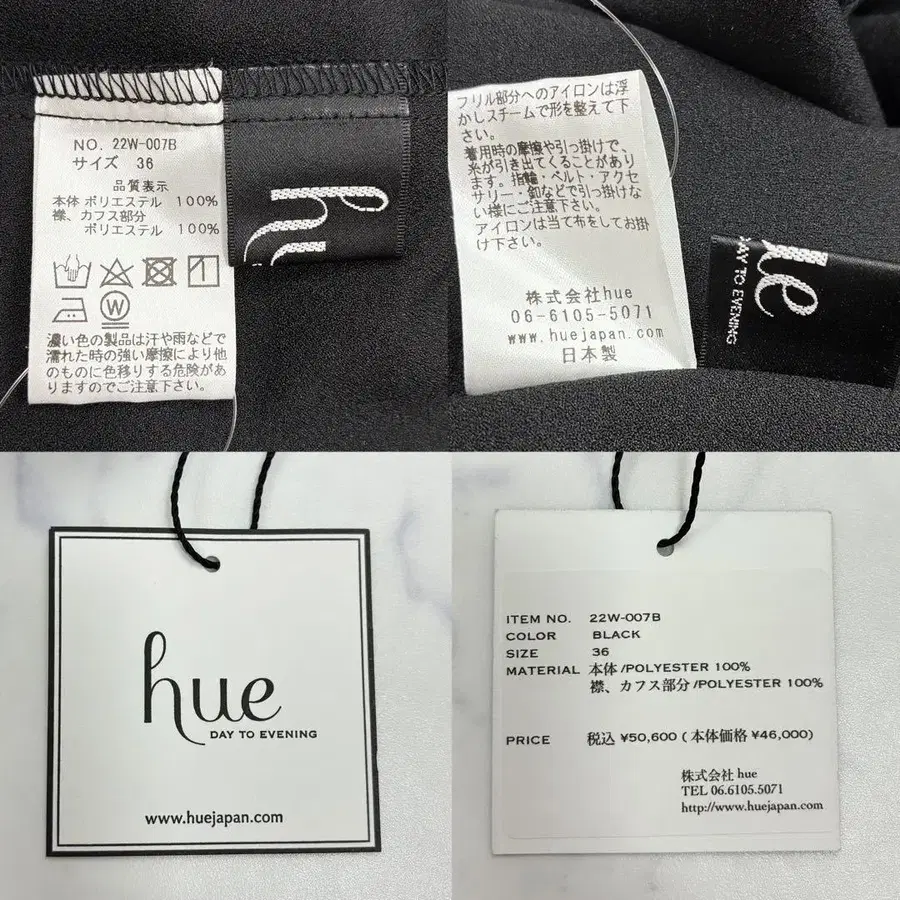 NO. 22W-007B
サイズ 36
品質表示
本体 ポリエステル 100%
襟、カフス部分
ポリエステル 100%
W
濃い色の製品は汗や雨などで
濡れた時の強い摩擦により他
のものに色移りする危険があ
りますのでご注意下さい。
フリル部分へのアイロンは浮
かしスチームで形を整えて下
さい。
着用時の摩擦や引っ掛けで、
糸が引き出てくることがあり
ます。指輪・ベルト・アクセ
サリー・釦などで引っ掛けな
い様にご注意下さい。
アイロンは当て布をしてお掛
け下さい。
株式会社hue
06-6105-5071
www.huejapan.com
日本製
ue
DAY TO EVENING
hue
DAY TO EVENING
www.huejapan.com
ITEM NO. 22W-007B
COLOR BLACK
SIZE 36
MATERIAL 本体/POLYESTER 100%
襟、カフス部分/POLYESTER 100%
PRICE 税込 ¥50,600 ( 本体価格 ¥46,000)
株式会社 hue
TEL 06.6105.5071
http://www.huejapan.com